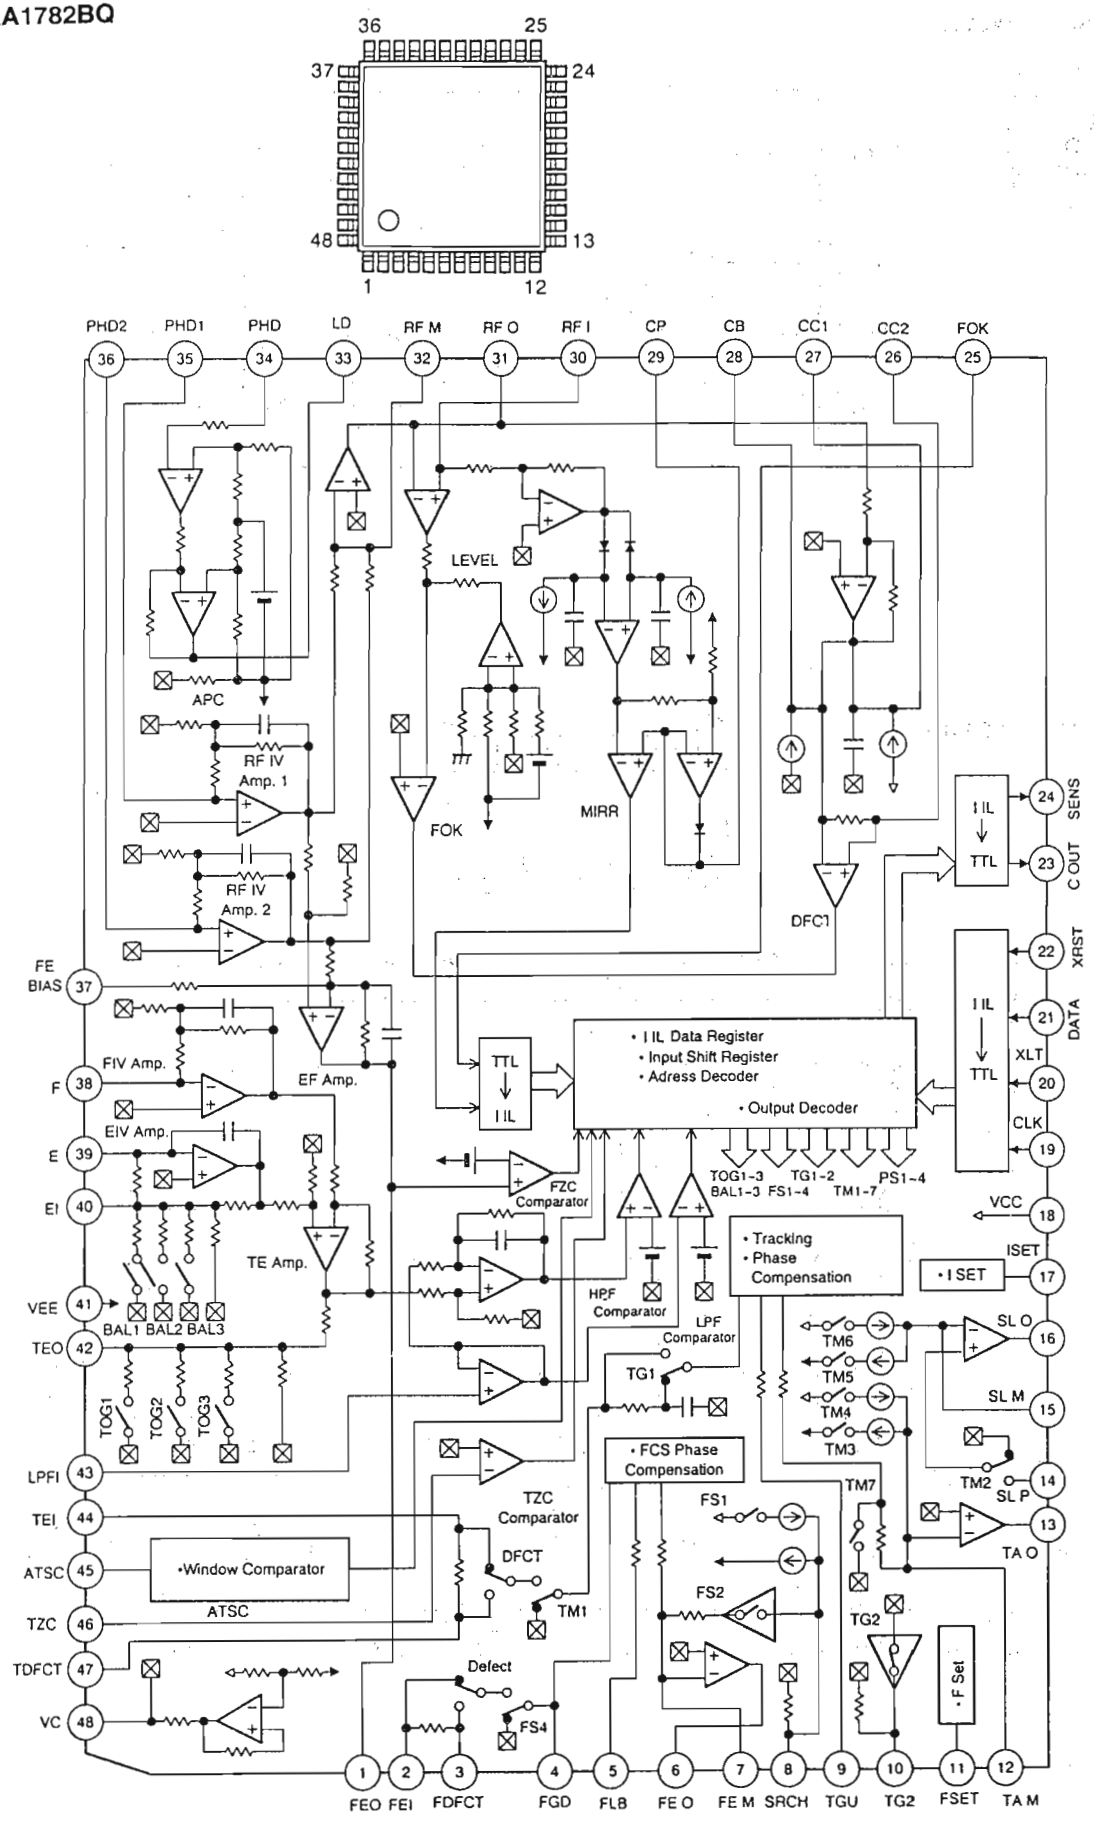 A1782BQ
36 25
37 24
48 13
1 12
PHD2 PHD1 PHD LD RF M RF O RF I CP CB CC1 CC2 FOK
36 35 34 33 32 31 30 29 28 27 26 25
LEVEL
APC
RF IV
Amp. 1
FOK
MIRR
RF IV
Amp. 2
DFCT
I IL
TTL
24 SENS
23 C OUT
FE
BIAS 37
22 XRST
I IL
TTL
21 DATA
XLT
20
CLK
19
FIV Amp.
F 38
EF Amp.
TTL
I IL
• I IL Data Register
• Input Shift Register
• Adress Decoder
• Output Decoder
EIV Amp.
E 39
EI 40
FZC
Comparator
TOG1-3 TG1-2 PS1-4
BAL1-3 FS1-4 TM1-7
VCC
18
TE Amp.
• Tracking
• Phase
Compensation
ISET
• I SET 17
VEE 41
BAL1 BAL2 BAL3
HPF
Comparator
LPF
Comparator
TEO 42
TM6
SL O
16
TM5
TG1
TM4
TM3
SL M
15
TOG1 TOG2 TOG3
LPFI 43
• FCS Phase
Compensation
TM2
14
SL P
TM7
TEI 44
TZC
Comparator
FS1
13
TA O
DFCT
ATSC 45
•Window Comparator
ATSC
TM1
FS2
TZC 46
TG2
TDFCT 47
Defect
VC 48
FS4
• F Set
1 2 3 4 5 6 7 8 9 10 11 12
FEO FEI FDFCT FGD FLB FE O FE M SRCH TGU TG2 FSET TA M